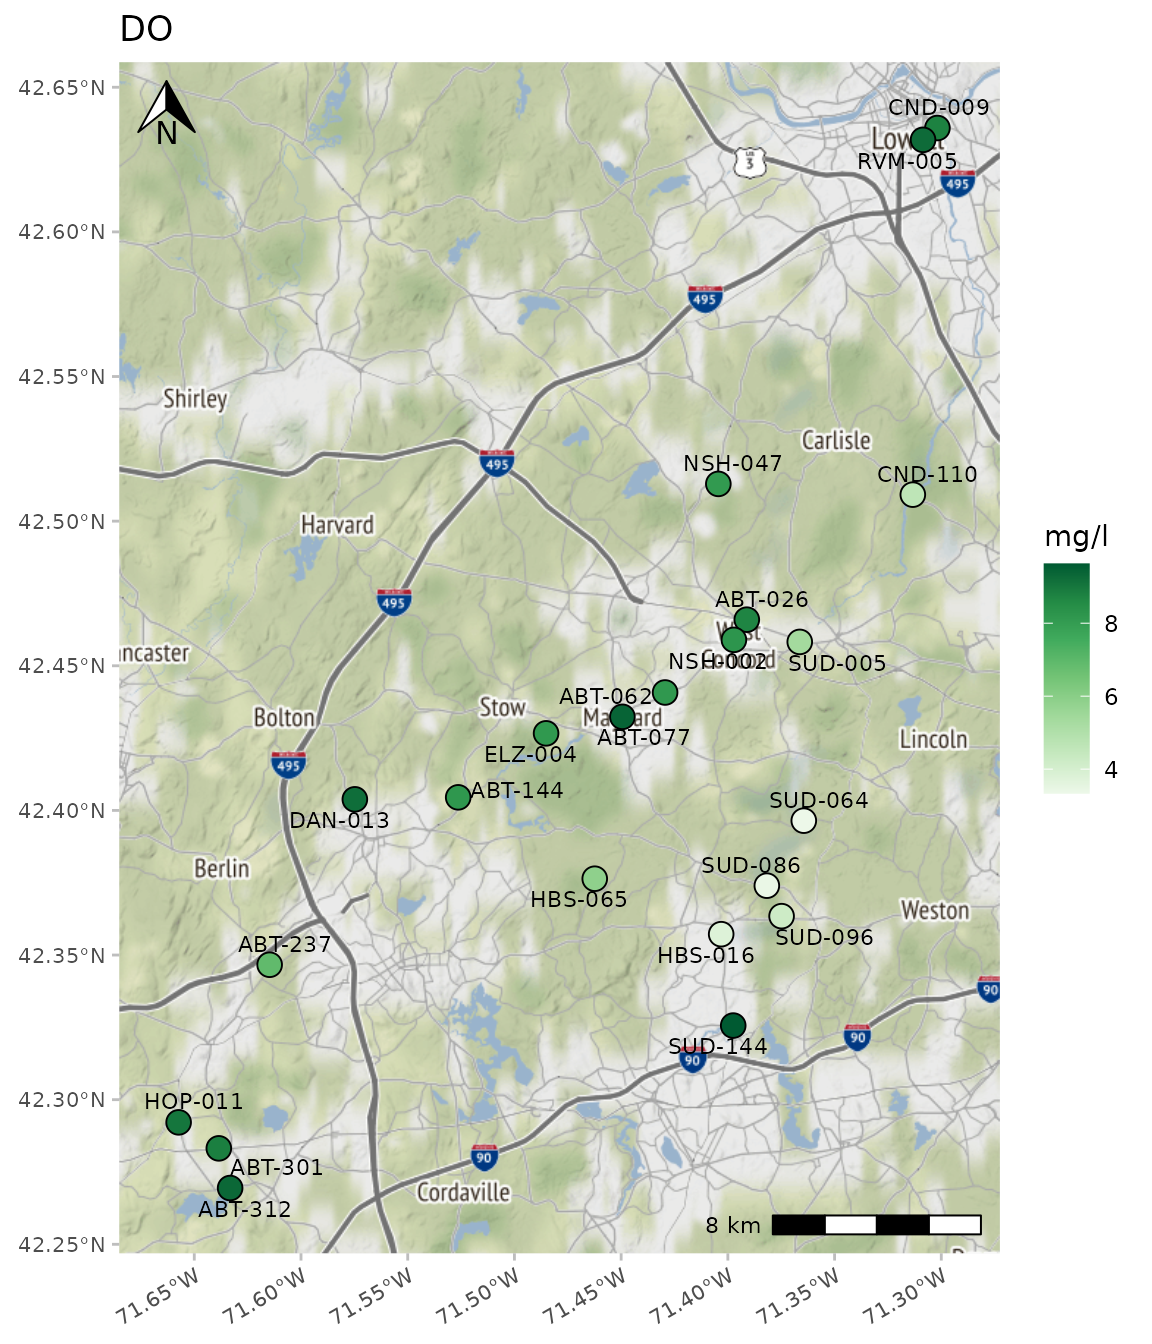 DO
42.65°N
42.60°N
42.55°N
42.50°N
42.45°N
42.40°N
42.35°N
42.30°N
42.25°N
N
CND-009
RVM-005
US
3
495
495
Shirley
Carlisle
495
NSH-047
CND-110
Harvard
495
ABT-026
West
Concord
NSH-002
SUD-005
ncaster
ABT-062
Stow
ABT-077
Bolton
ELZ-004
Lincoln
495
ABT-144
SUD-064
DAN-013
Berlin
SUD-086
HBS-065
Weston
SUD-096
ABT-237
HBS-016
90
90
SUD-144
90
HOP-011
90
ABT-301
Cordaville
ABT-312
8 km
71.65°W
71.60°W
71.55°W
71.50°W
71.45°W
71.40°W
71.35°W
71.30°W
mg/l
8
6
4